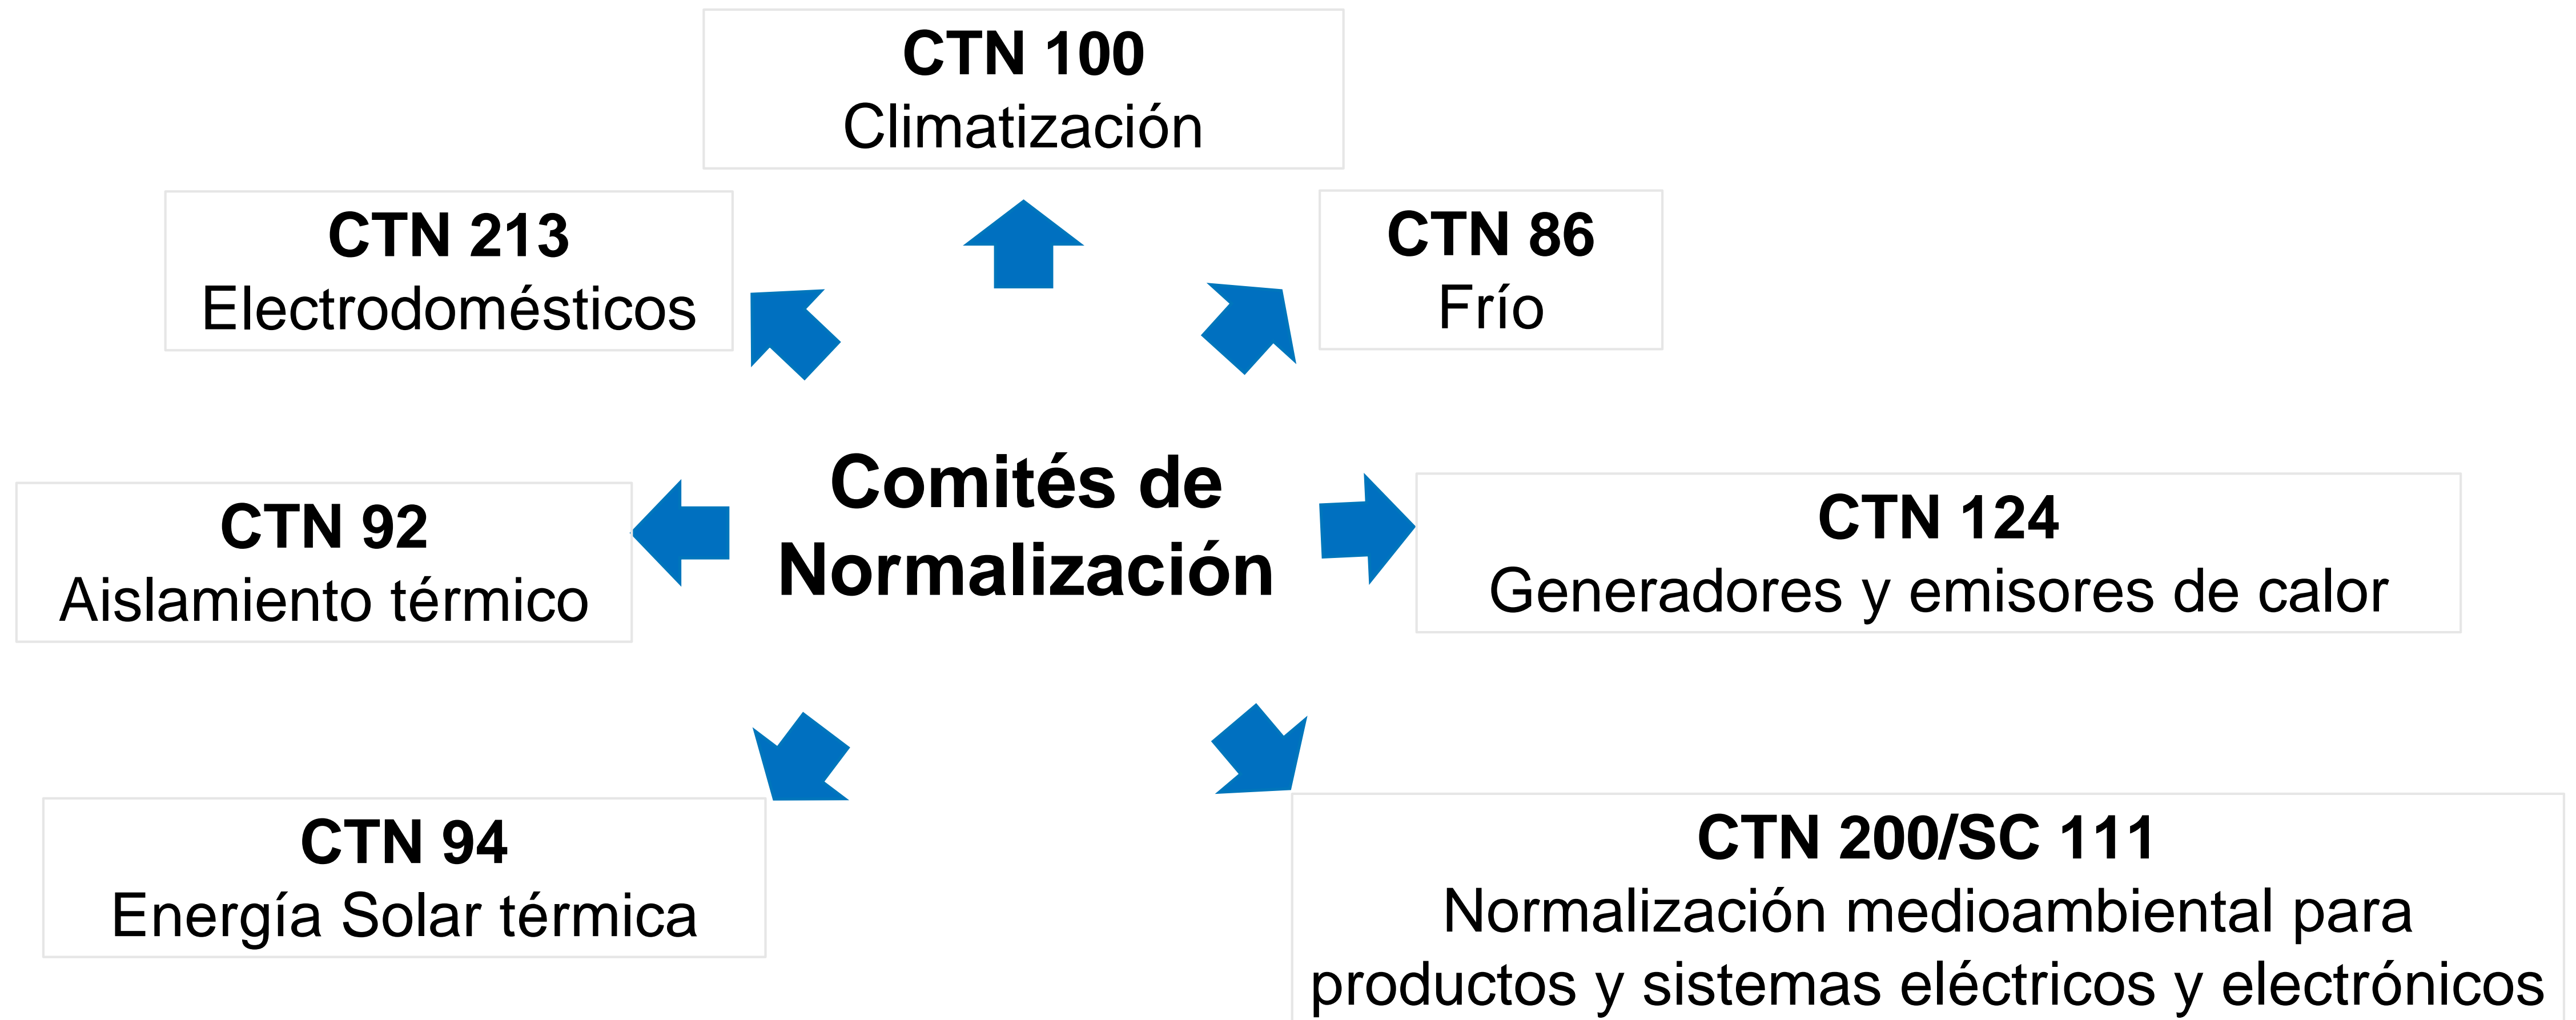 CTN 100
Climatización
CTN 213
Electrodomésticos
CTN 86
Frío
Comités de
Normalización
CTN 92
Aislamiento térmico
CTN 124
Generadores y emisores de calor
CTN 94
Energía Solar térmica
CTN 200/SC 111
Normalización medioambiental para
productos y sistemas eléctricos y electrónicos